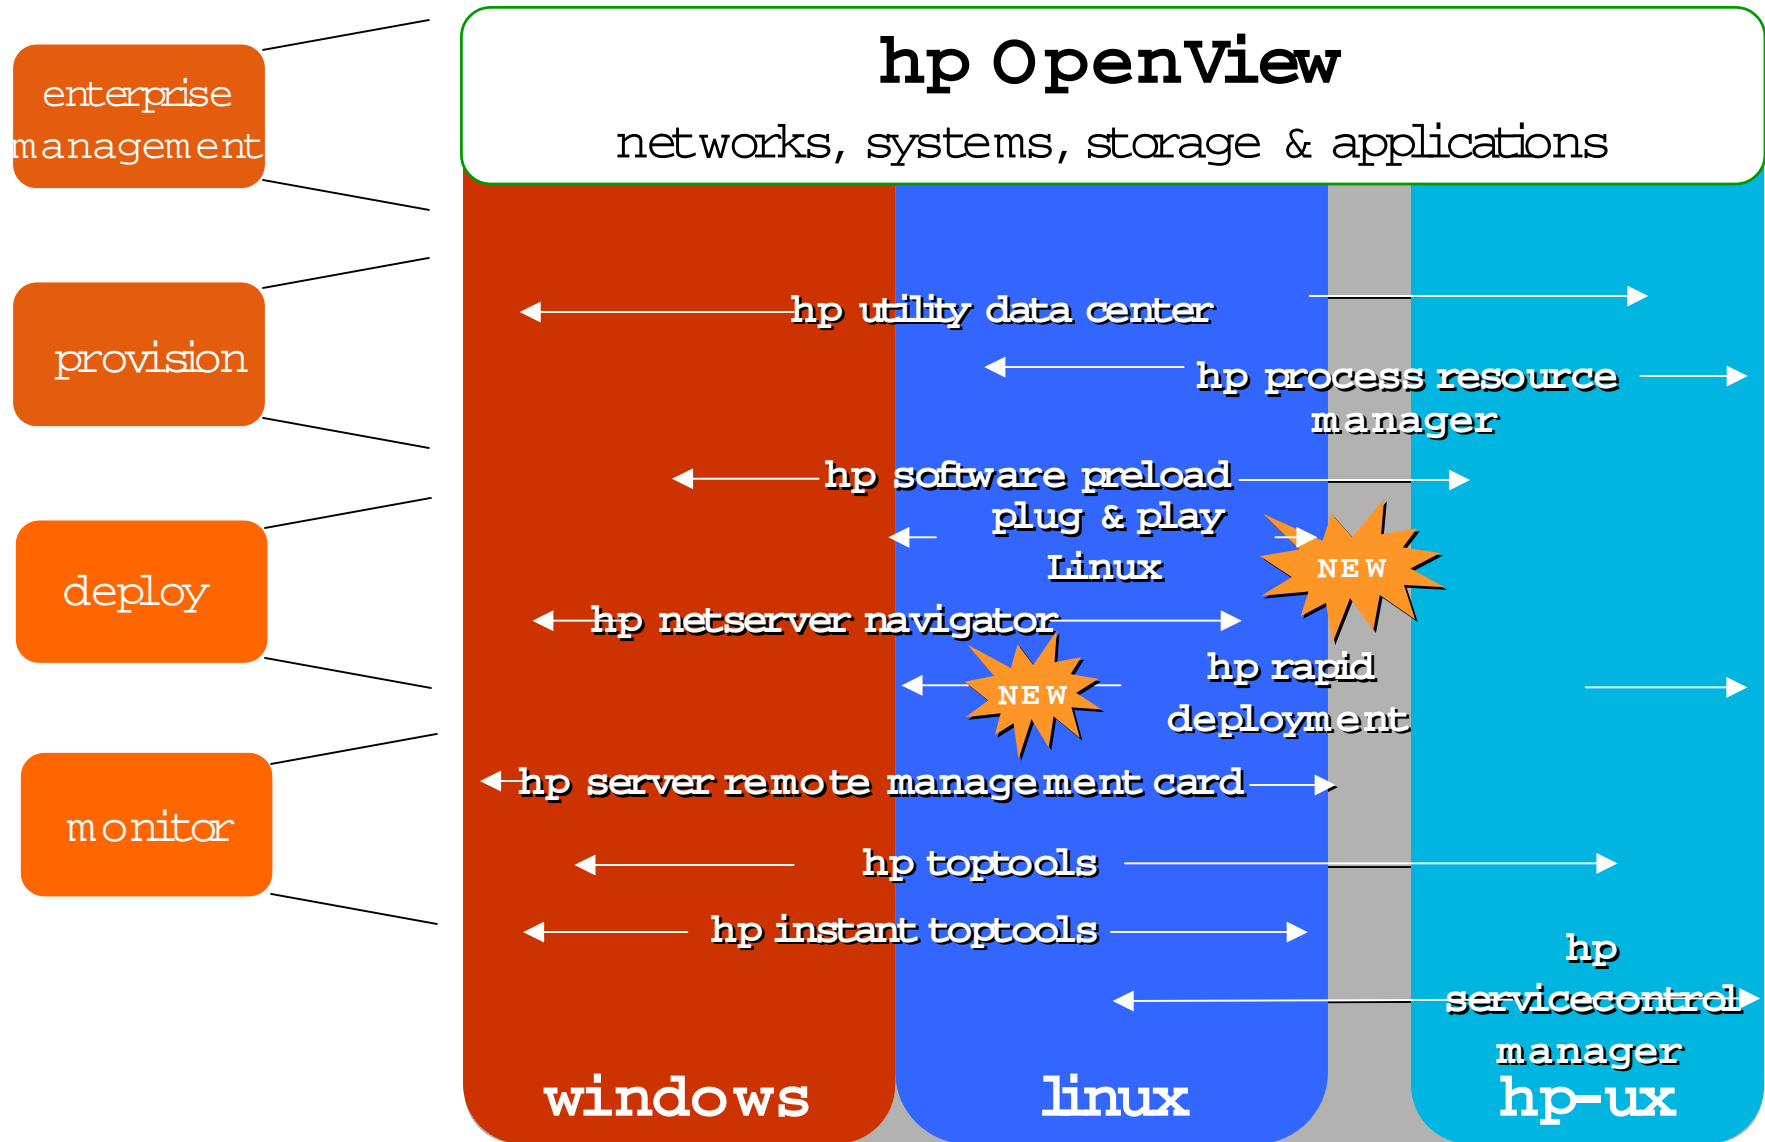 hp OpenView
networks, systems, storage & applications
enterprise
management
provision
deploy
monitor
hp utility data center
hp process resource
manager
hp software preload
plug & play
Linux
NEW
hp netserver navigator
NEW
hp rapid
deployment
hp server remote management card
hp toptools
hp instant toptools
hp
servicecontrol
manager
windows
linux
hp-ux